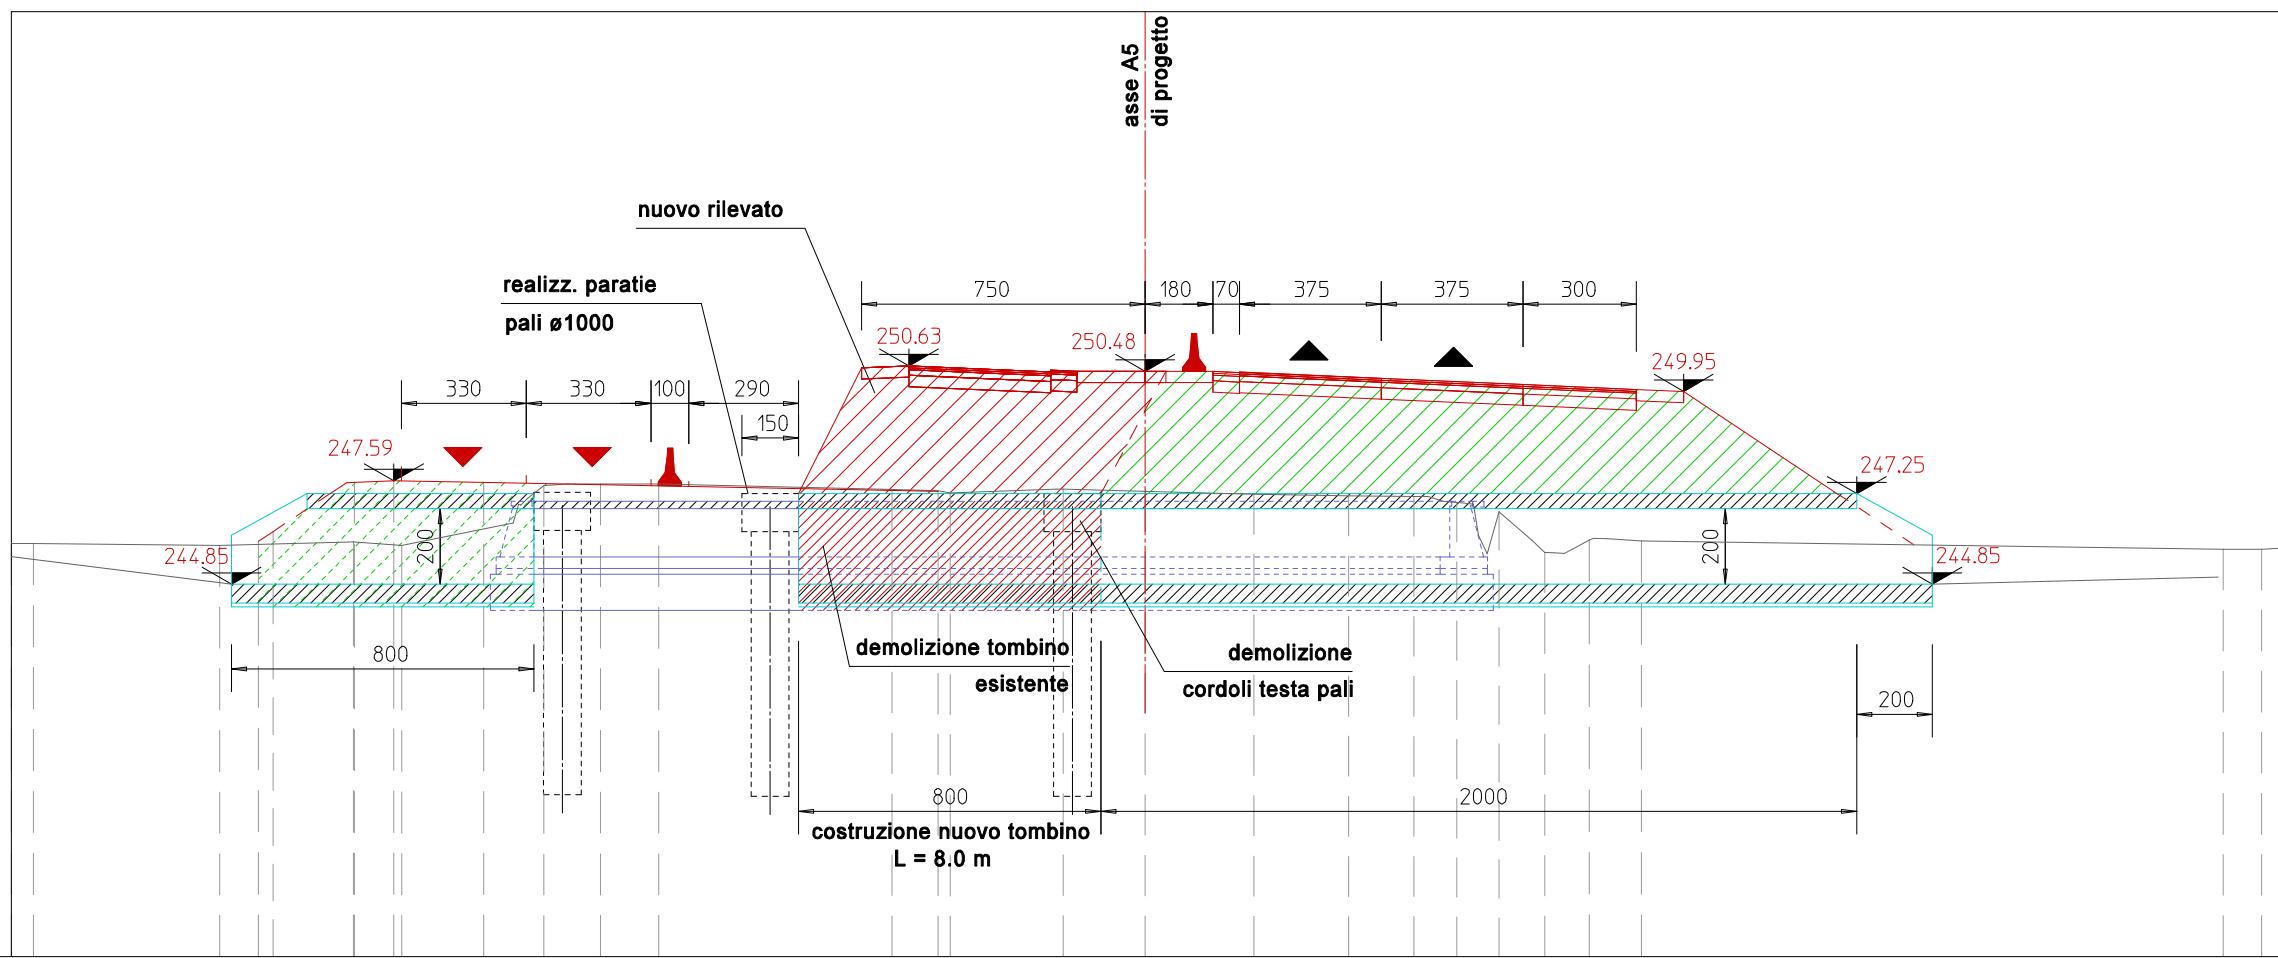 asse A5
di progetto
nuovo rilevato
realizz. paratie
pali ø1000
750
180
70
375
375
300
250.63
250.48
249.95
330
330
100
290
150
247.59
247.25
244.85
200
200
244.85
800
demolizione tombino
esistente
demolizione
cordoli testa pali
200
800
2000
costruzione nuovo tombino
L = 8.0 m